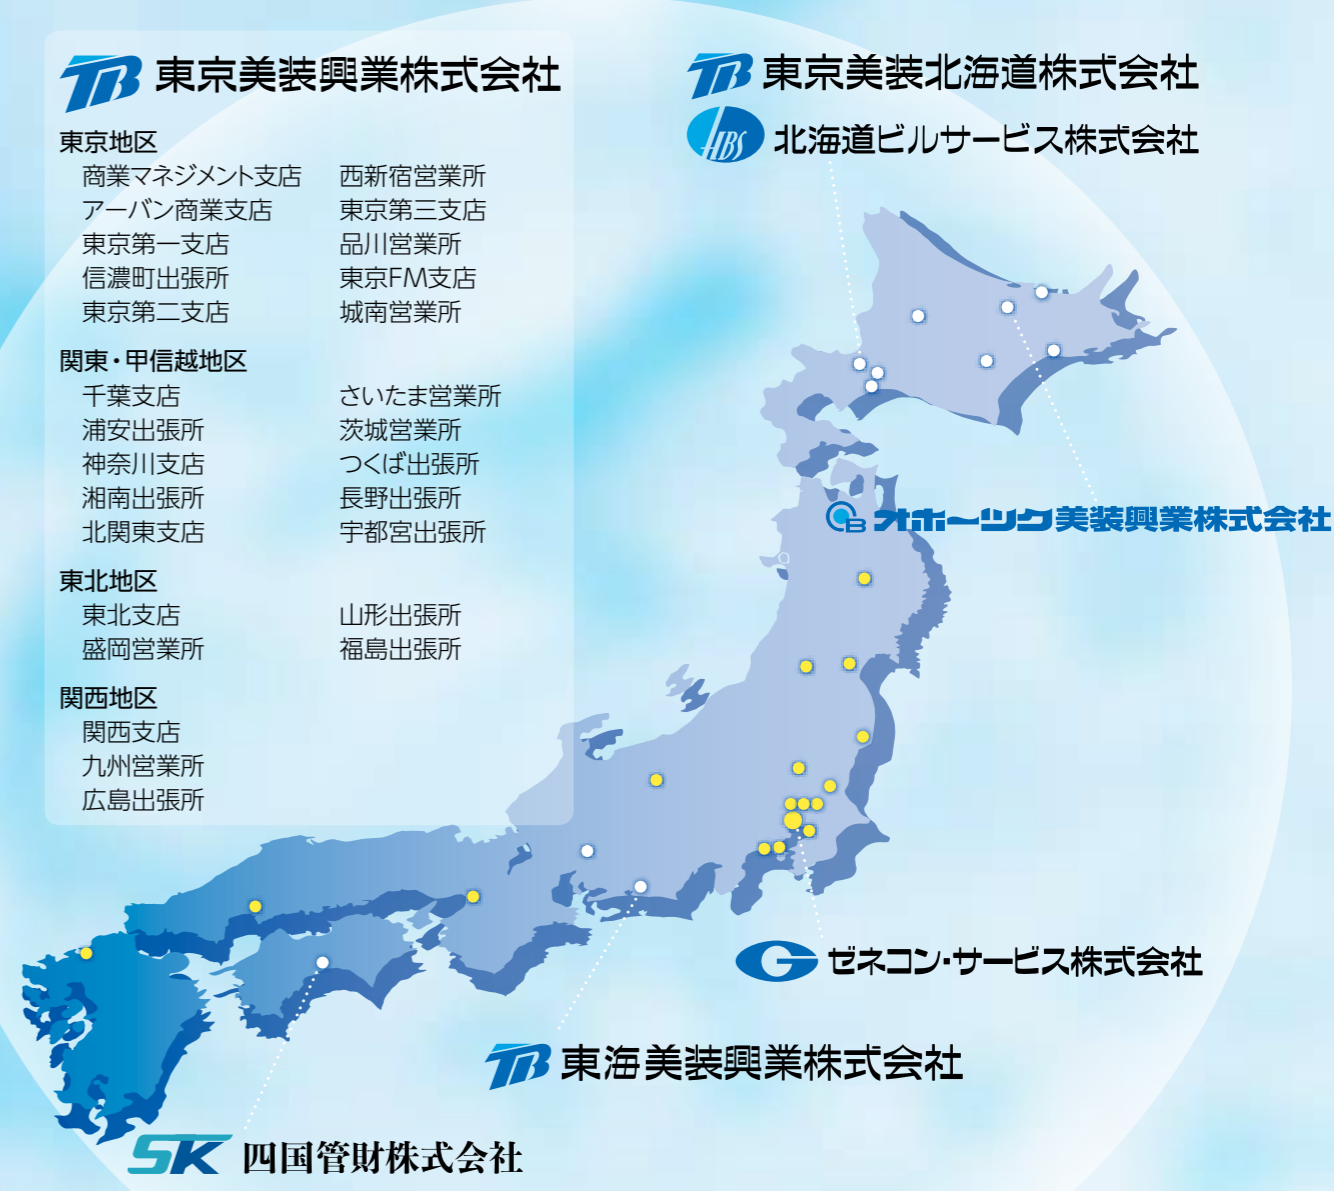 TB 東京美装興業株式会社
東京地区
商業マネジメント支店 西新宿営業所
アーバン商業支店 東京第三支店
東京第一支店 品川営業所
信濃町出張所 東京FM支店
東京第二支店 城南営業所
関東・甲信越地区
千葉支店 さいたま営業所
浦安出張所 茨城営業所
神奈川支店 つくば出張所
湘南出張所 長野出張所
北関東支店 宇都宮出張所
東北地区
東北支店 山形出張所
盛岡営業所 福島出張所
関西地区
関西支店
九州営業所
広島出張所
TB 東京美装北海道株式会社
HBS 北海道ビルサービス株式会社
OB オホーツク美装興業株式会社
G ゼネコン・サービス株式会社
TB 東海美装興業株式会社
SK 四国管財株式会社